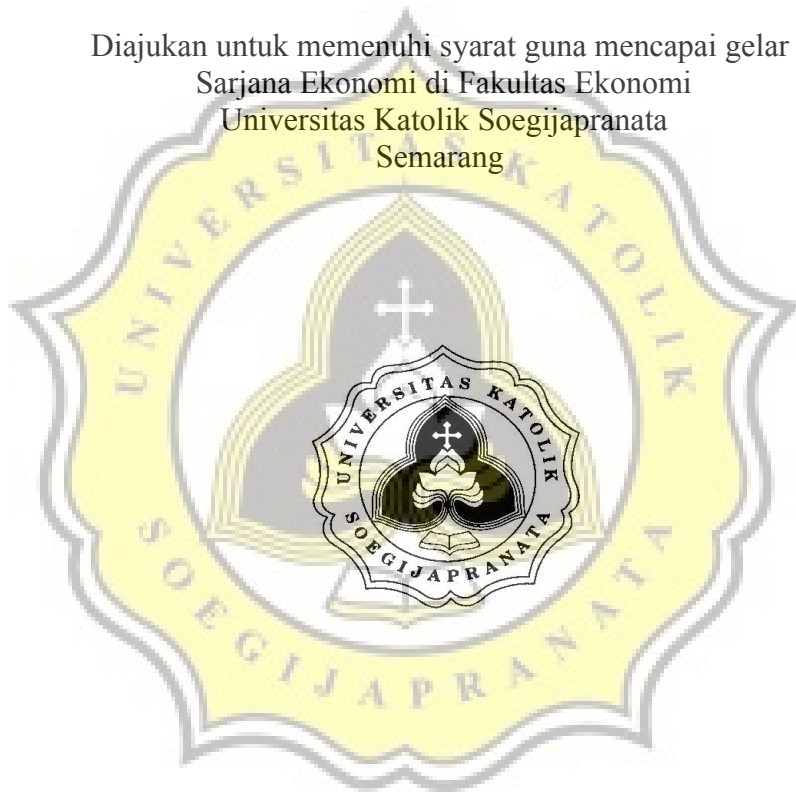 Diajukan untuk memenuhi syarat guna mencapai gelar
Sarjana Ekonomi di Fakultas Ekonomi
Universitas Katolik Soegijapranata
Semarang
UNIVERSITAS KATOLIK
SOEGIJAPRANATA
UNIVERSITAS KATOLIK
SOEGIJAPRANATA